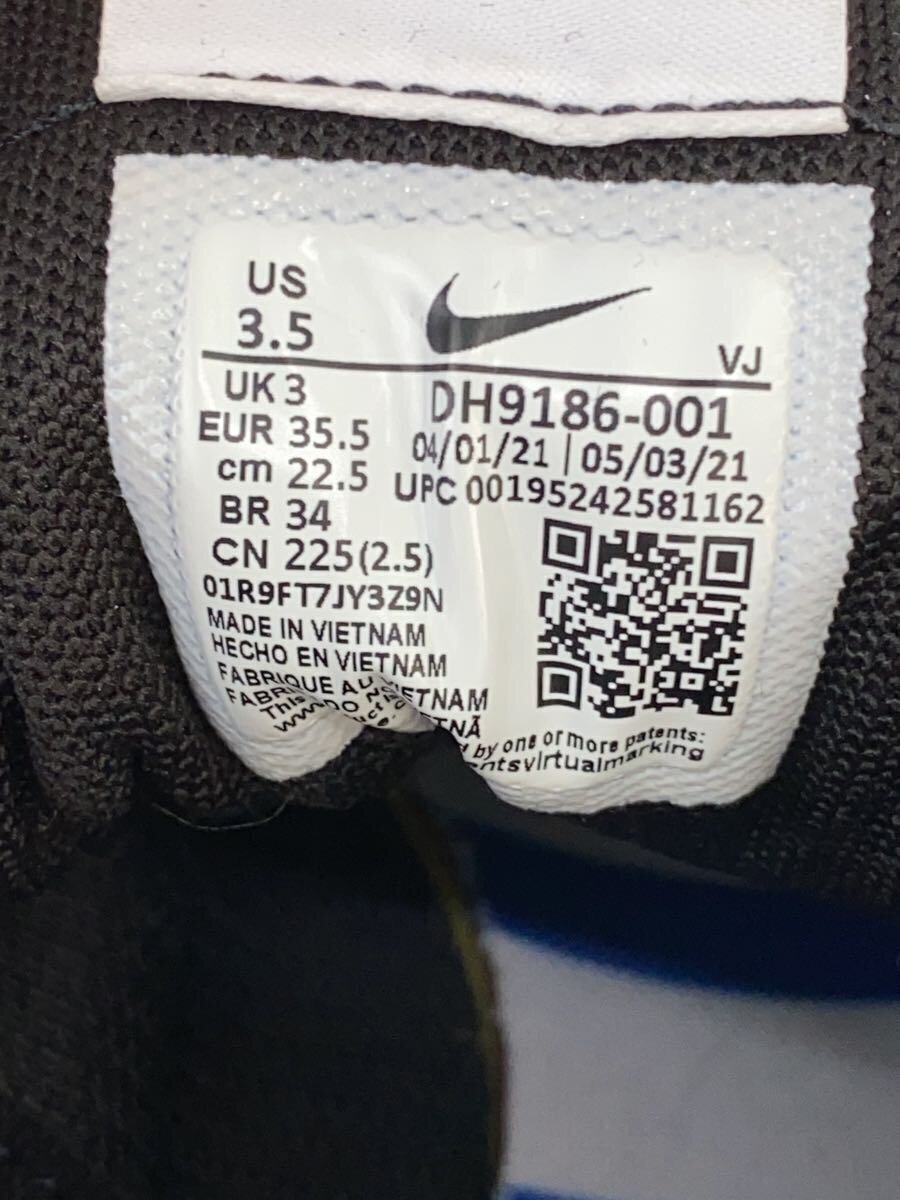 US
3.5
VJ
UK 3
DH9186-001
EUR 35.5
04/01/21 | 05/03/21
cm 22.5
UPC 00195242581162
BR 34
CN 225(2.5)
01R9FT7JY3Z9N
MADE IN VIETNAM
HECHO EN VIETNAM
FABRIQUE AU VIETNAM
This
by one or more patents: